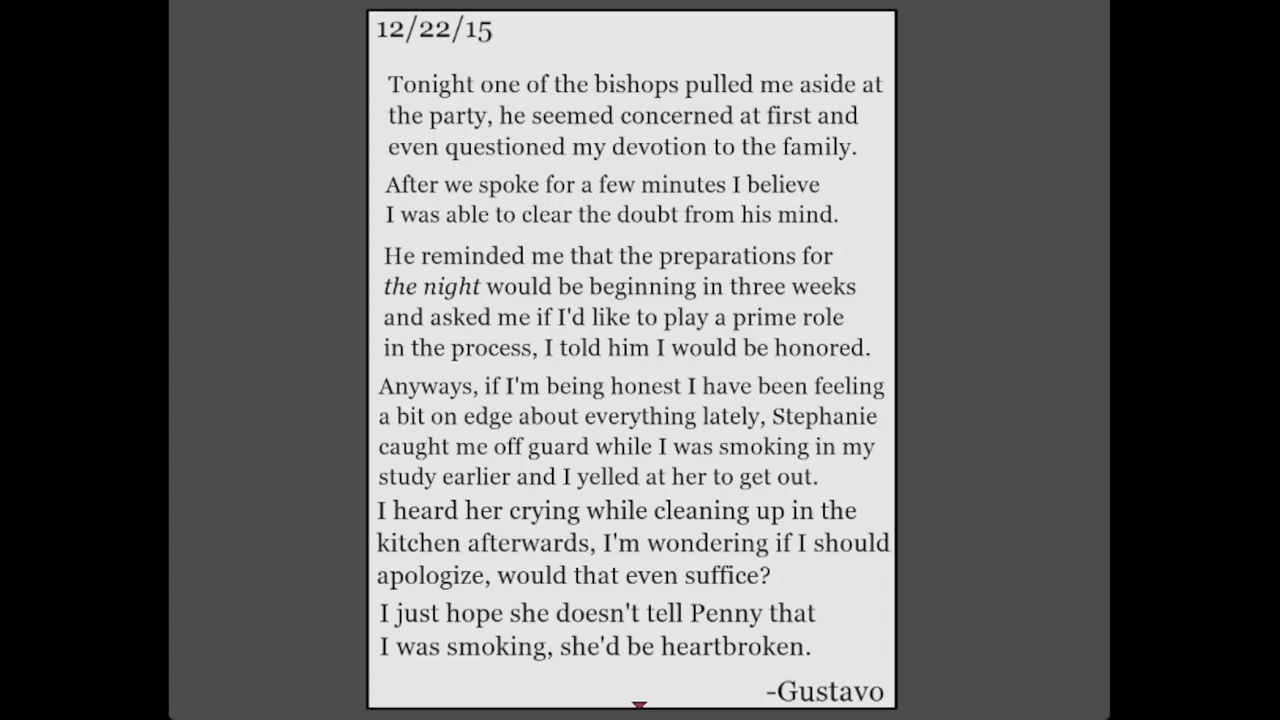 12/22/15
Tonight one of the bishops pulled me aside at
the party, he seemed concerned at first and
even questioned my devotion to the family.
After we spoke for a few minutes I believe
I was able to clear the doubt from his mind.
He reminded me that the preparations for
the night would be beginning in three weeks
and asked me if I'd like to play a prime role
in the process, I told him I would be honored.
Anyways, if I'm being honest I have been feeling
a bit on edge about everything lately, Stephanie
caught me off guard while I was smoking in my
study earlier and I yelled at her to get out.
I heard her crying while cleaning up in the
kitchen afterwards, I'm wondering if I should
apologize, would that even suffice?
I just hope she doesn't tell Penny that
I was smoking, she'd be heartbroken.
-Gustavo